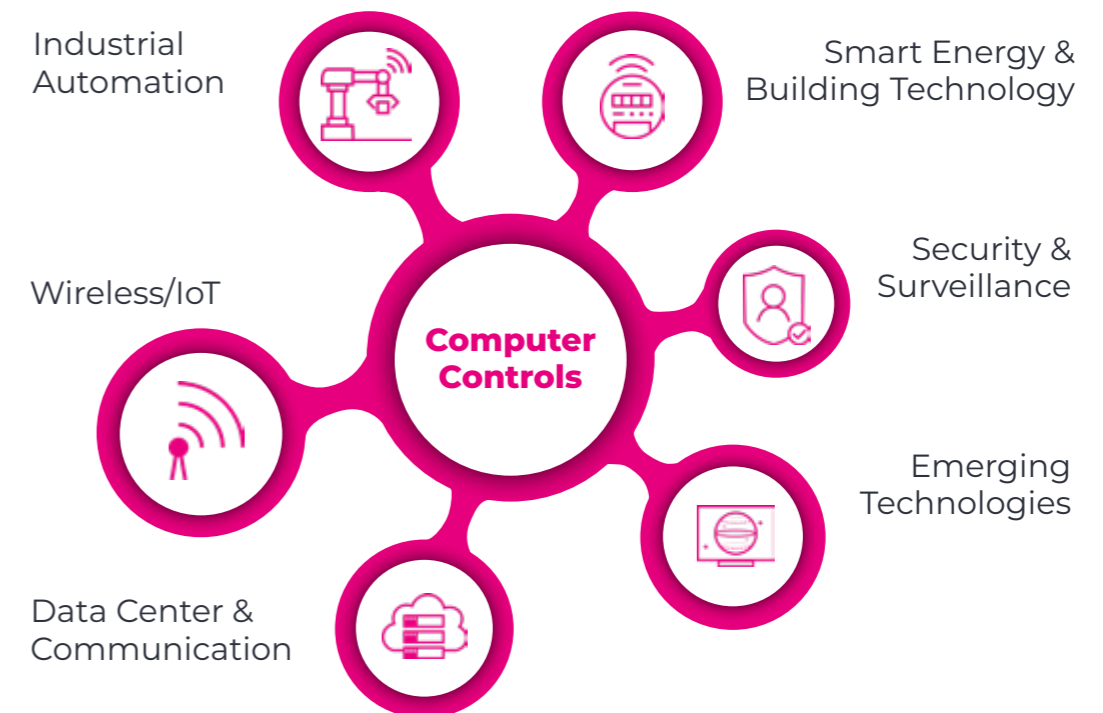 Industrial
Automation
Smart Energy &
Building Technology
Security &
Surveillance
Wireless/IoT
Computer
Controls
Emerging
Technologies
Data Center &
Communication